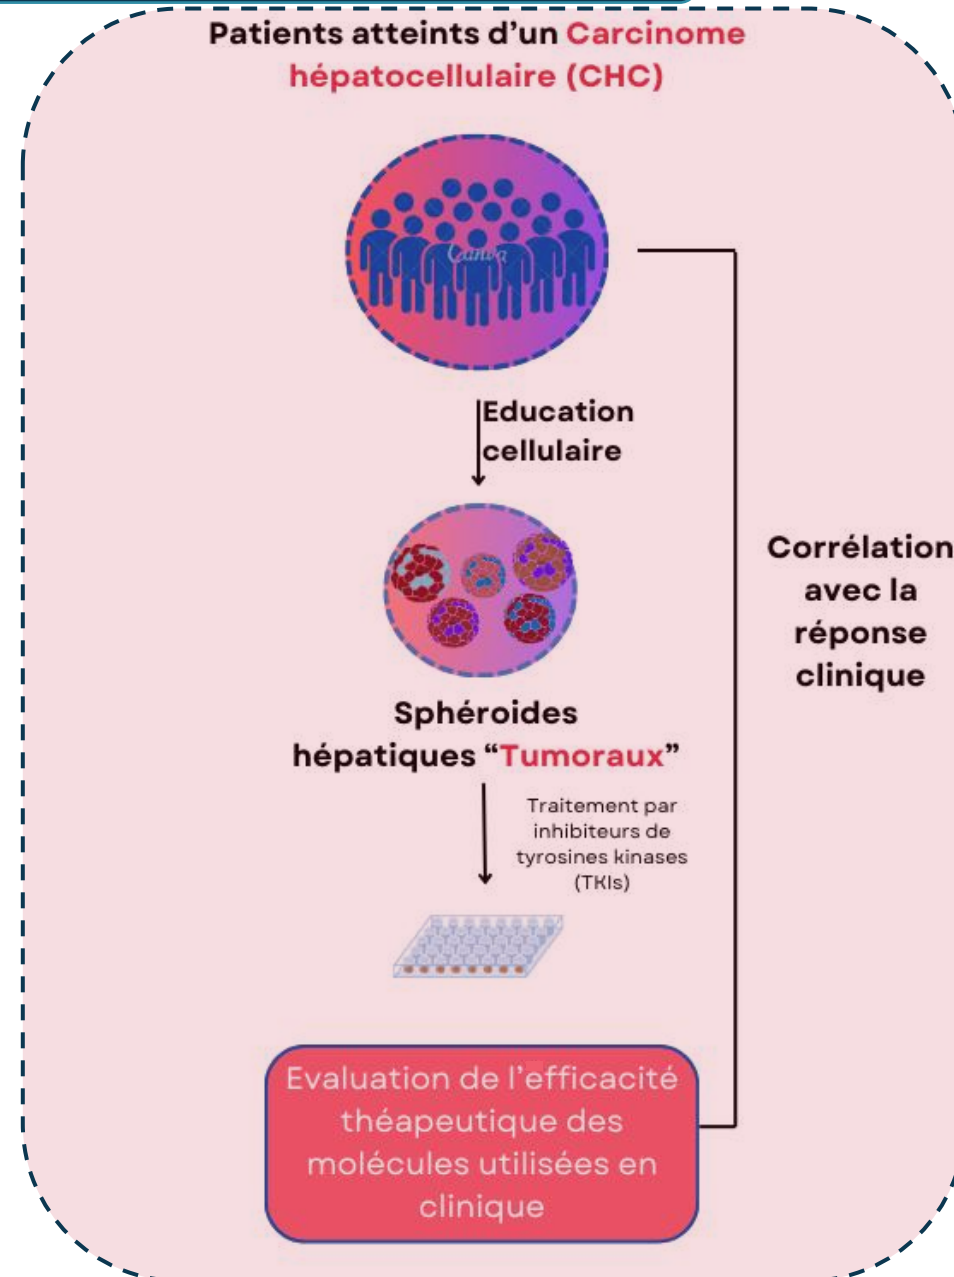 Patients atteints d’un Carcinome
hépatocellulaire (CHC)
Canva
Education
cellulaire
Corrélation
avec la
réponse
clinique
Sphéroides
hépatiques “Tumoraux”
Traitement par
inhibiteurs de
tyrosines kinases
(TKIs)
Evaluation de l’efficacité
théapeutique des
molécules utilisées en
clinique